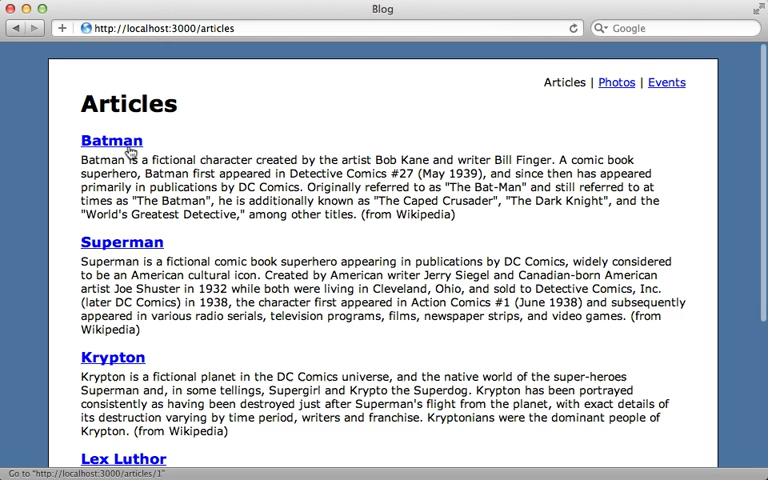 Blog
http://localhost:3000/articles
Google
Articles | Photos | Events
Articles
Batman
Batman is a fictional character created by the artist Bob Kane and writer Bill Finger. A comic book
superhero, Batman first appeared in Detective Comics #27 (May 1939), and since then has appeared
primarily in publications by DC Comics. Originally referred to as "The Bat-Man" and still referred to at
times as "The Batman", he is additionally known as "The Caped Crusader", "The Dark Knight", and the
"World's Greatest Detective," among other titles. (from Wikipedia)
Superman
Superman is a fictional comic book superhero appearing in publications by DC Comics, widely considered
to be an American cultural icon. Created by American writer Jerry Siegel and Canadian-born American
artist Joe Shuster in 1932 while both were living in Cleveland, Ohio, and sold to Detective Comics, Inc.
(later DC Comics) in 1938, the character first appeared in Action Comics #1 (June 1938) and subsequently
appeared in various radio serials, television programs, films, newspaper strips, and video games. (from
Wikipedia)
Krypton
Krypton is a fictional planet in the DC Comics universe, and the native world of the super-heroes
Superman and, in some tellings, Supergirl and Krypto the Superdog. Krypton has been portrayed
consistently as having been destroyed just after Superman's flight from the planet, with exact details of
its destruction varying by time period, writers and franchise. Kryptonians were the dominant people of
Krypton. (from Wikipedia)
Lex Luthor
Go to "http://localhost:3000/articles/1"